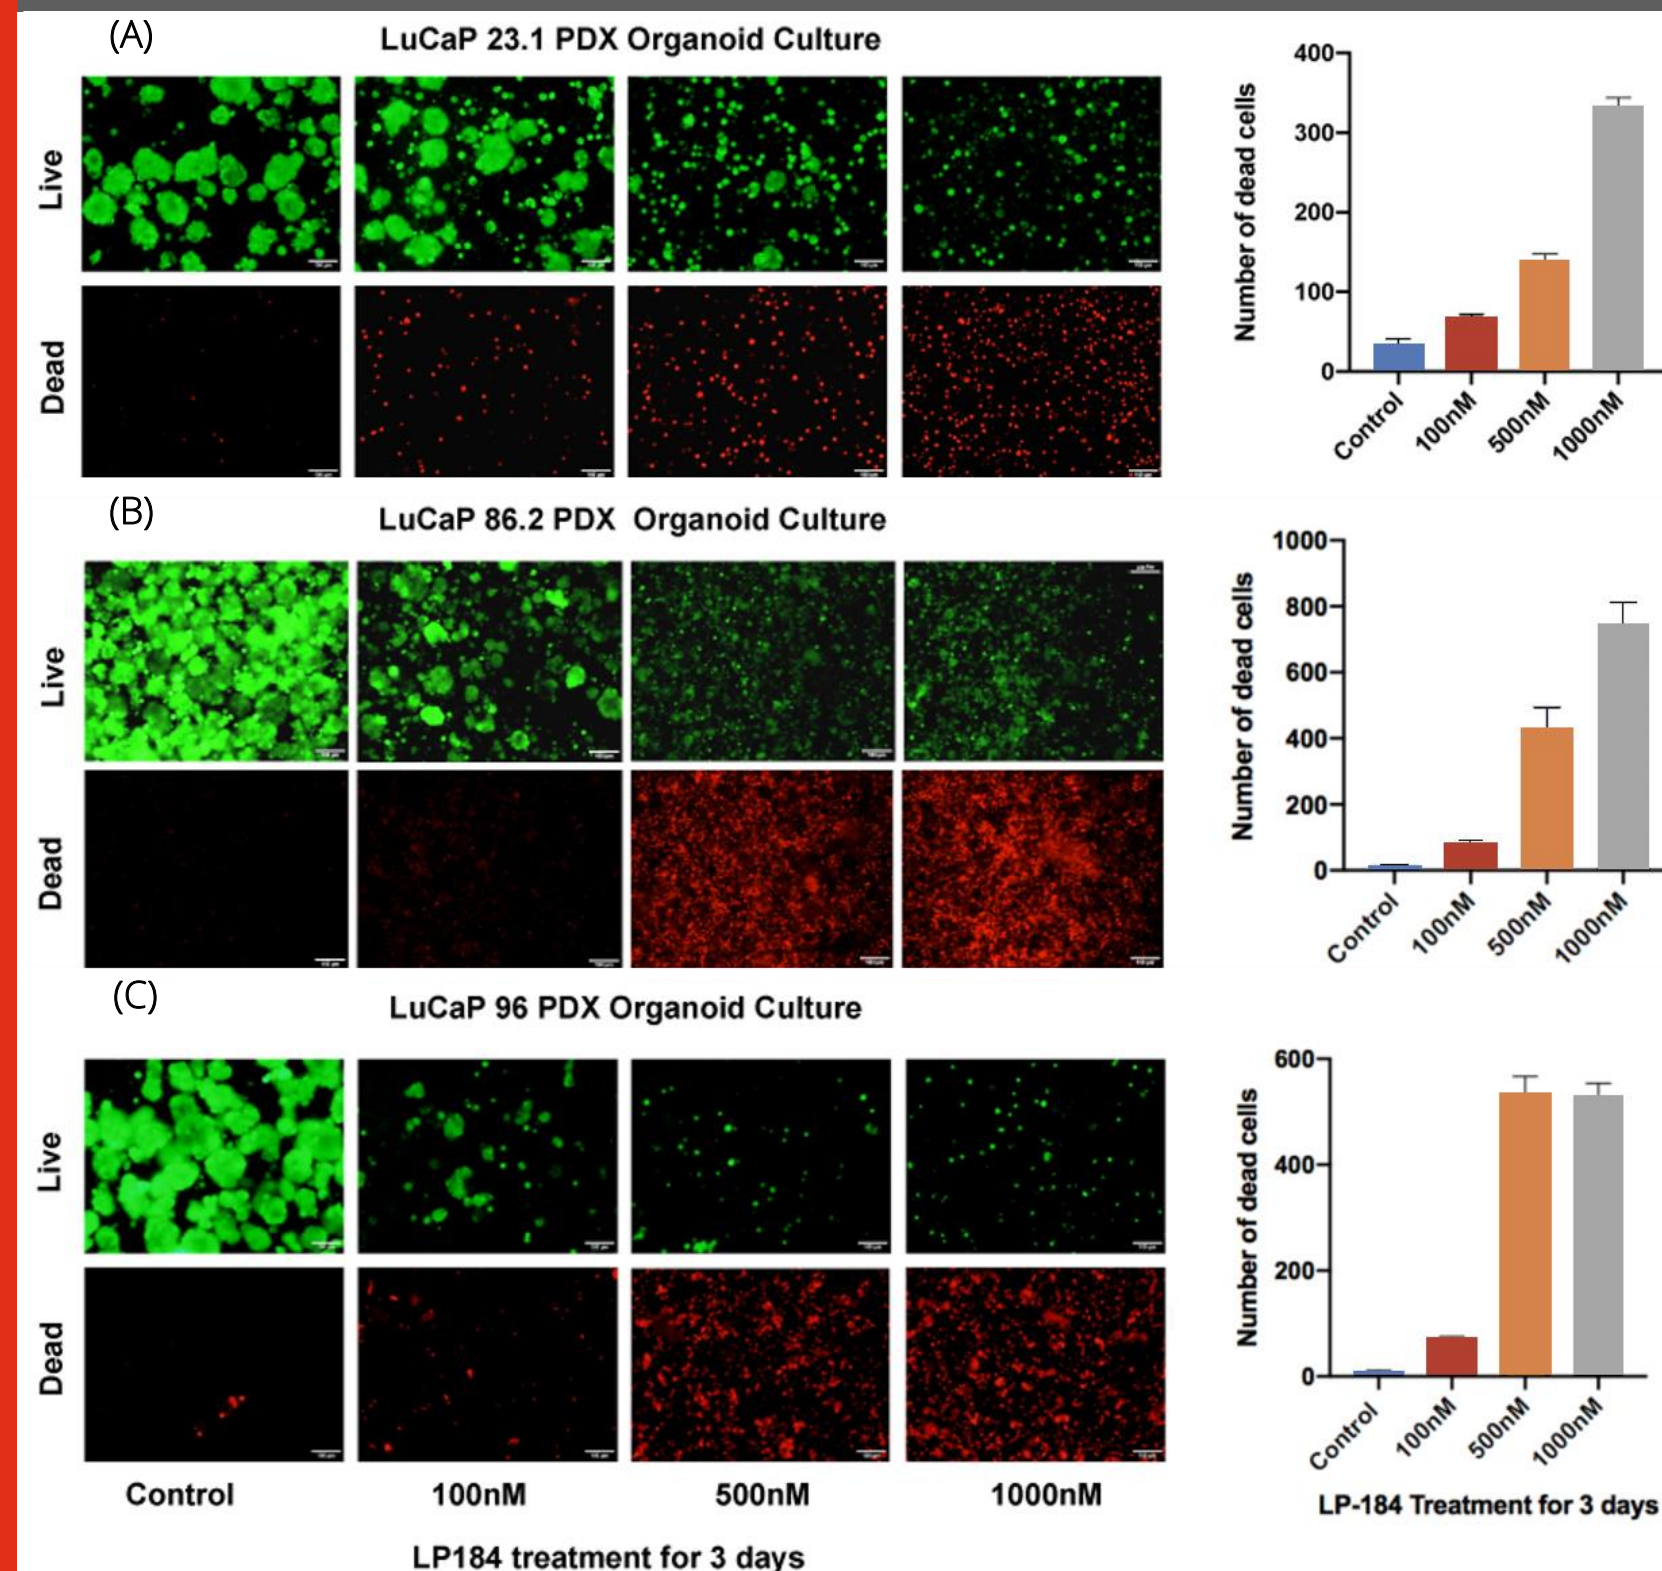 (A)
LuCaP 23.1 PDX Organoid Culture
Live
Dead
400
300
200
100
0
Number of dead cells
Control
100nM
500nM
1000nM
(B)
LuCaP 86.2 PDX Organoid Culture
Live
Dead
1000
800
600
400
200
0
Number of dead cells
Control
100nM
500nM
1000nM
(C)
LuCaP 96 PDX Organoid Culture
Live
Dead
600
400
200
0
Number of dead cells
Control
100nM
500nM
1000nM
Control 100nM 500nM 1000nM
LP-184 Treatment for 3 days
LP184 treatment for 3 days